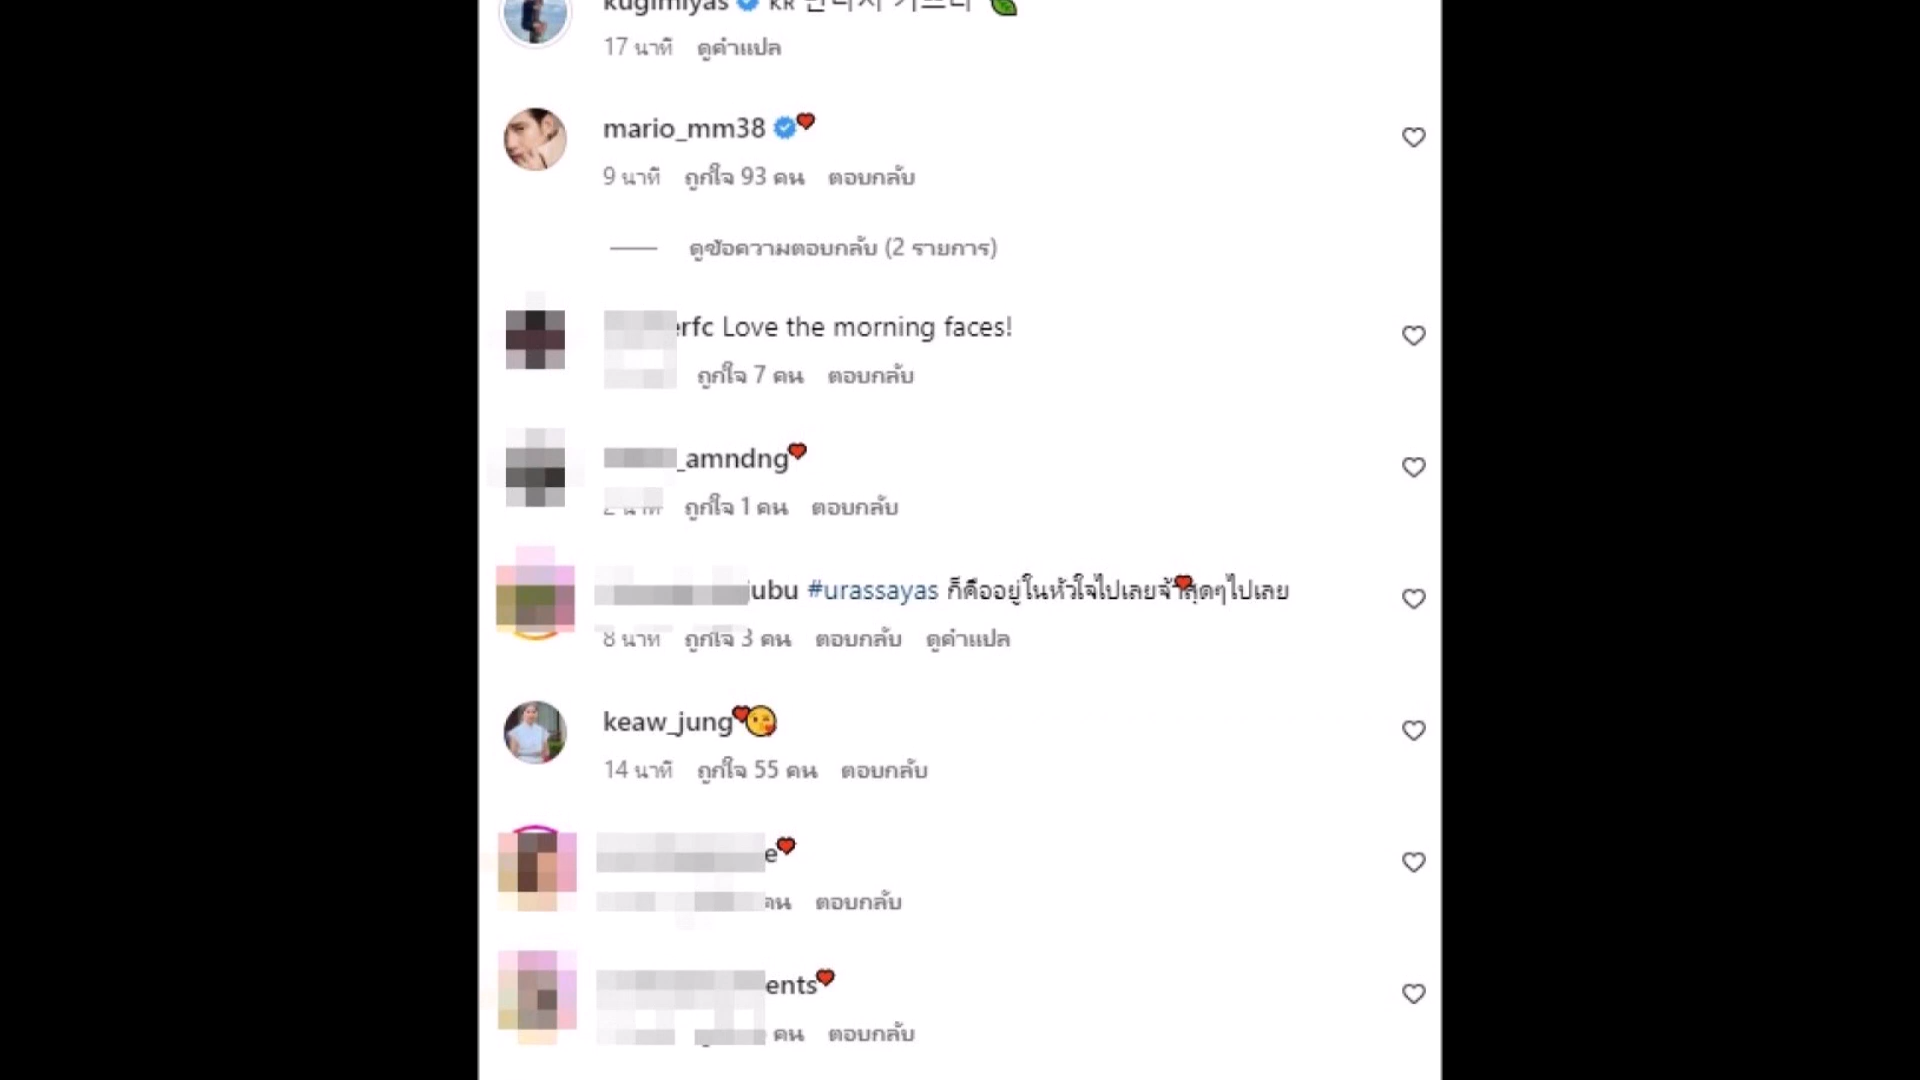 kugimiyas
17 นาที ดูคำแปล
mario_mm38
9 นาที ถูกใจ 93 คน ตอบกลับ
ดูข้อความตอบกลับ (2 รายการ)
erfc Love the morning faces!
ถูกใจ 7 คน ตอบกลับ
_amndng
ถูกใจ 1 คน ตอบกลับ
ubu #urassayas ก็คืออยู่ในหัวใจไปเลยจ้าสุดๆไปเลย
8 นาที ถูกใจ 3 คน ตอบกลับ ดูคำแปล
keaw_jung
14 นาที ถูกใจ 55 คน ตอบกลับ
e
คน ตอบกลับ
ents
คน ตอบกลับ